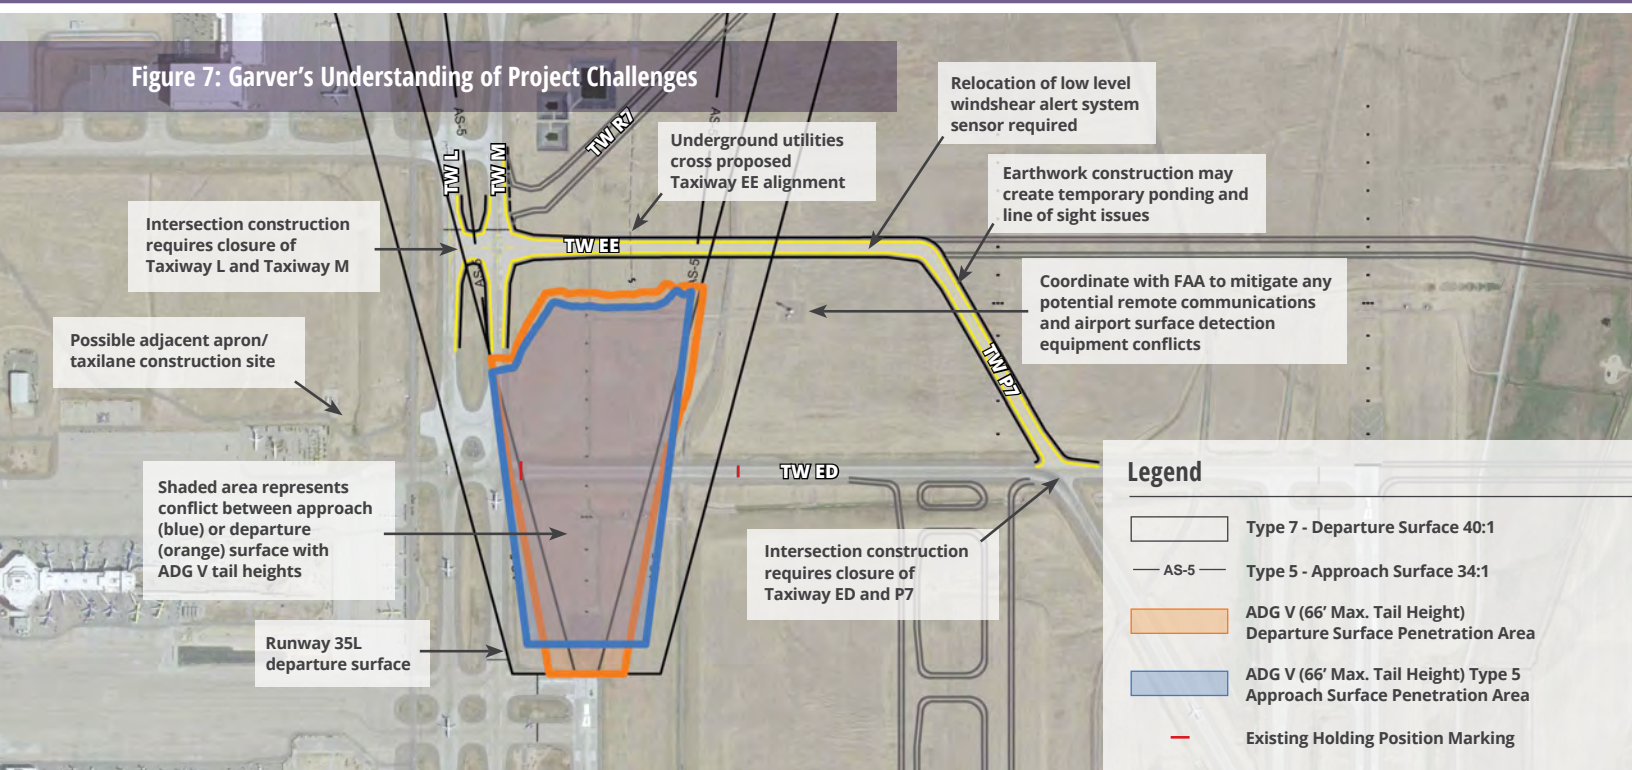 Figure 7: Garver's Understanding of Project Challenges
AS-5
AS-5
TW R7
TW L
TW M
Relocation of low level
windshear alert system
sensor required
Underground utilities
cross proposed
Taxiway EE alignment
Earthwork construction may
create temporary ponding and
line of sight issues
Intersection construction
requires closure of
Taxiway L and Taxiway M
TW EE
AS-5
AS-5
Coordinate with FAA to mitigate any
potential remote communications
and airport surface detection
equipment conflicts
Possible adjacent apron/
taxilane construction site
TW P7
TW ED
Shaded area represents
conflict between approach
(blue) or departure
(orange) surface with
ADG V tail heights
Intersection construction
requires closure of
Taxiway ED and P7
Runway 35L
departure surface
Legend
Type 7 - Departure Surface 40:1
AS-5
Type 5 - Approach Surface 34:1
ADG V (66' Max. Tail Height)
Departure Surface Penetration Area
ADG V (66' Max. Tail Height) Type 5
Approach Surface Penetration Area
Existing Holding Position Marking